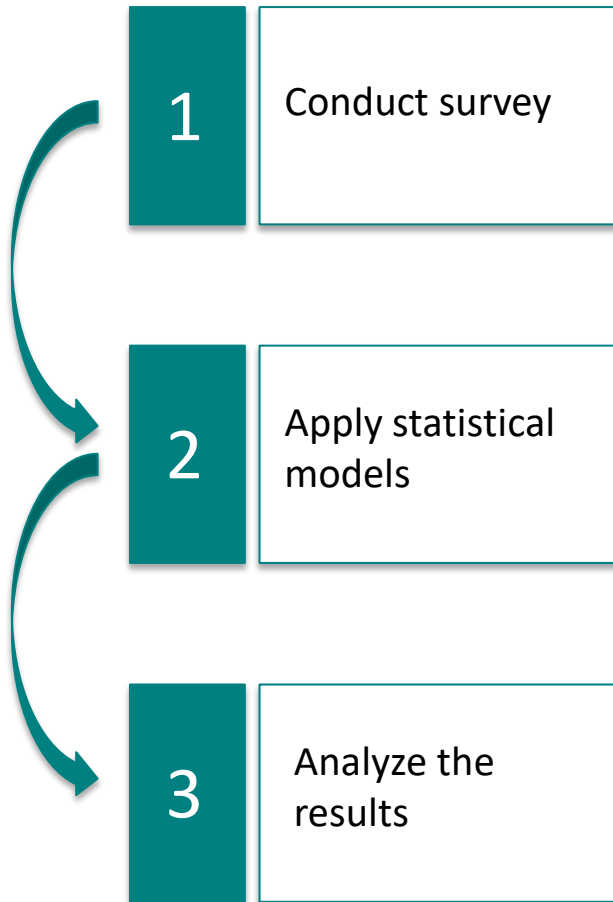 1
Conduct survey
2
Apply statistical
models
3
Analyze the
results